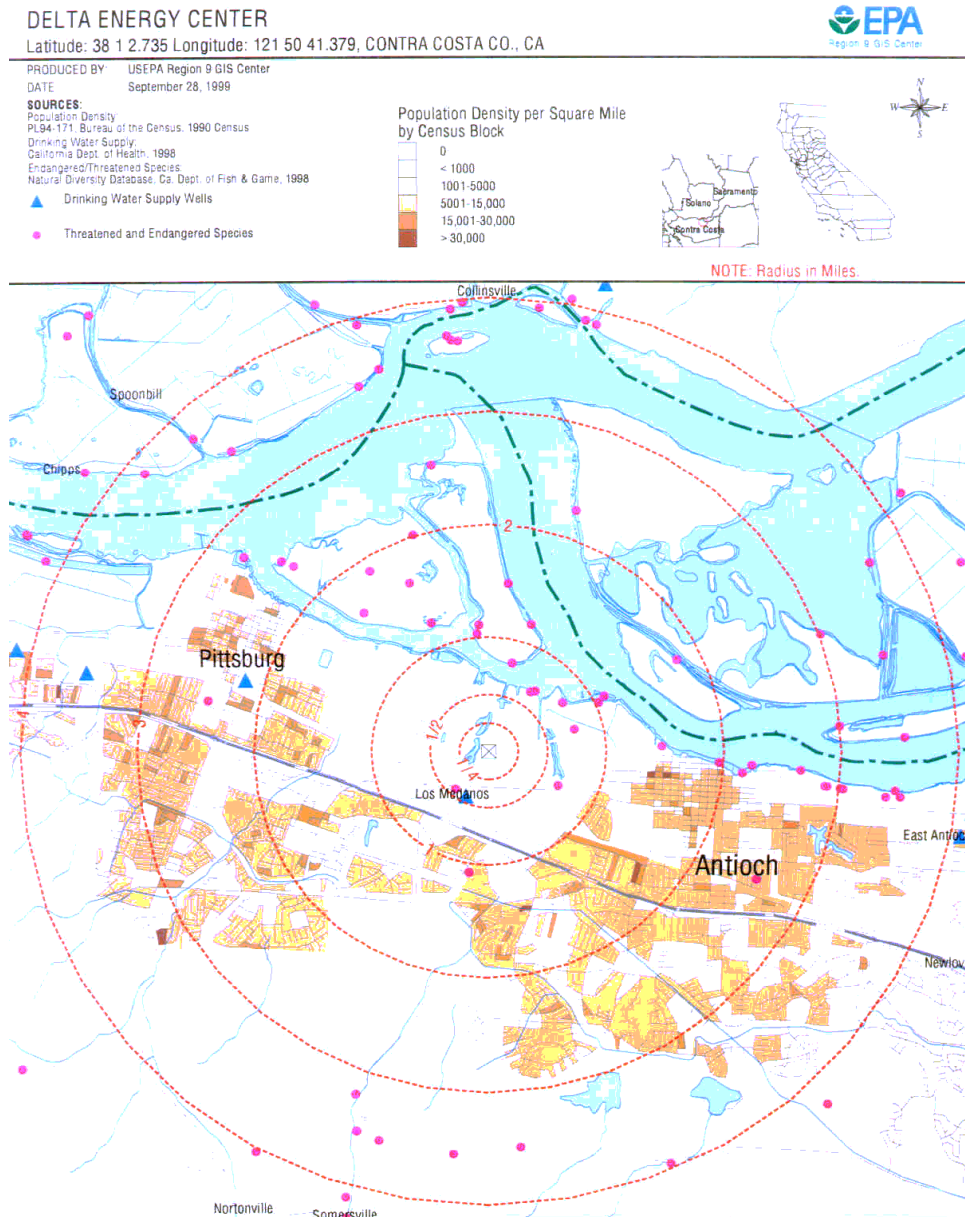 DELTA ENERGY CENTER
Latitude: 38 1 2.735 Longitude: 121 50 41.379, CONTRA COSTA CO., CA
EPA
Region 9 GIS Center
PRODUCED BY: USEPA Region 9 GIS Center
DATE September 28, 1999
SOURCES:
Population Density
PL94-171, Bureau of the Census, 1990 Census
Drinking Water Supply:
California Dept. of Health, 1998
Endangered/Threatened Species
Natural Diversity Database, Ca. Dept. of Fish & Game, 1998
Drinking Water Supply Wells
Threatened and Endangered Species
Population Density per Square Mile
by Census Block
0
< 1000
1001-5000
5001-15,000
15,001-30,000
> 30,000
N
W E
S
Sacramento
Solano
Contra Costa
NOTE: Radius in Miles.
Collinsville
Spoonbill
Chipps
2
Pittsburg
4
3
1/2
1/4
Los Medanos
1
East Antioc
Antioch
Newlov
Nortonville
Somersville